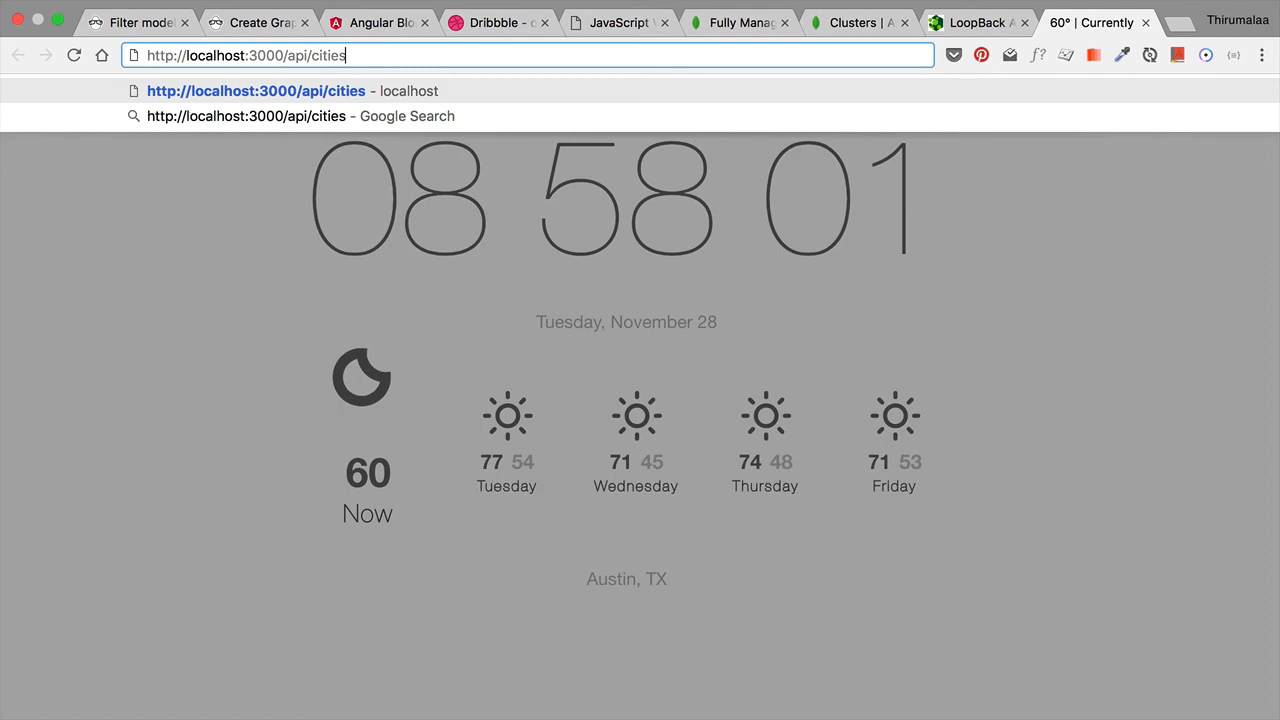 Filter model
Create Grap
Angular Blo
Dribbble - d
JavaScript V
Fully Manag
Clusters | A
LoopBack A
60° | Currently
Thirumalaa
http://localhost:3000/api/cities
http://localhost:3000/api/cities - localhost
http://localhost:3000/api/cities - Google Search
08 58 01
Tuesday, November 28
60
Now
77 54
Tuesday
71 45
Wednesday
74 48
Thursday
71 53
Friday
Austin, TX